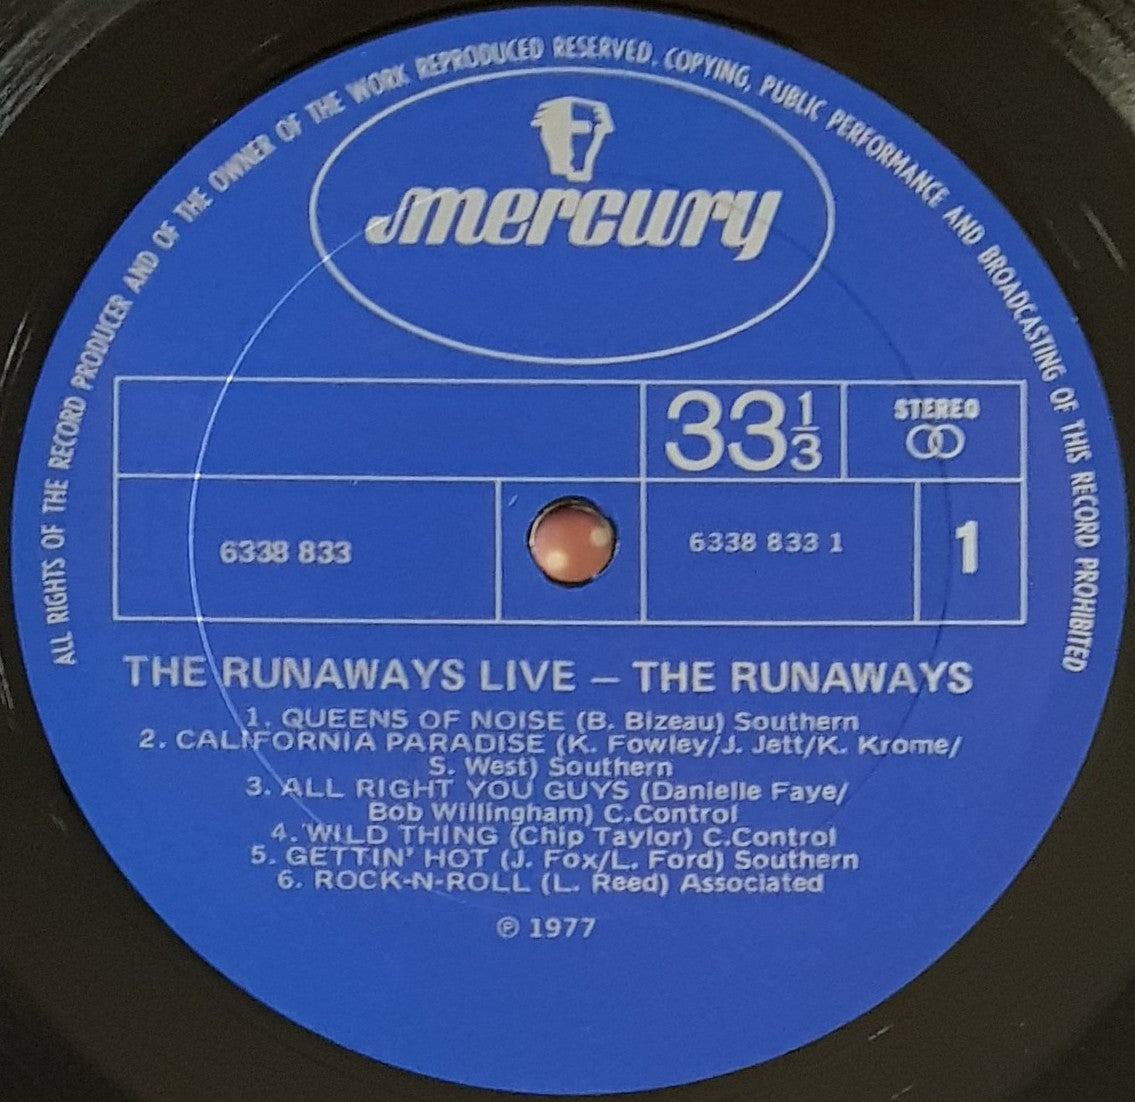 ALL RIGHTS OF THE RECORD PRODUCER AND OF THE OWNER OF THE WORK REPRODUCED RESERVED. COPYING, PUBLIC PERFORMANCE AND BROADCASTING OF THIS RECORD PROHIBITED
mercury
33 1/3
STEREO
6338 833
6338 833 1
1
THE RUNAWAYS LIVE – THE RUNAWAYS
1. QUEENS OF NOISE (B. Bizeau) Southern
2. CALIFORNIA PARADISE (K. Fowley/J. Jett/K. Krome/
S. West) Southern
3. ALL RIGHT YOU GUYS (Danielle Faye/
Bob Willingham) C.Control
4. WILD THING (Chip Taylor) C.Control
5. GETTIN' HOT (J. Fox/L. Ford) Southern
6. ROCK-N-ROLL (L. Reed) Associated
℗ 1977